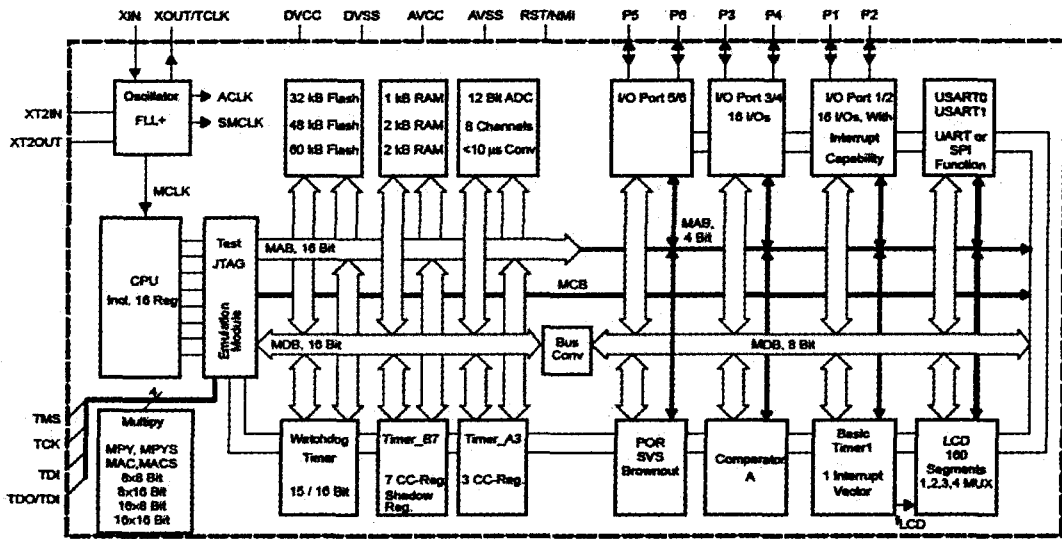 XIN XOUT/TCLK DVCC DVSS AVCC AVSS RST/NMI P5 P6 P3 P4 P1 P2
XT2IN
XT2OUT
Oscillator
FLL+
ACLK
SMCLK
MCLK
32 kB Flash
48 kB Flash
60 kB Flash
1 kB RAM
2 kB RAM
2 kB RAM
12 Bit ADC
8 Channels
<10 µs Conv
I/O Port 5/6
I/O Port 3/4
16 I/Os
I/O Port 1/2
16 I/Os, With
Interrupt
Capability
USART0
USART1
UART or
SPI
Function
CPU
Incl. 16 Reg
Test
JTAG
Emulation
Module
MAB, 16 Bit
MAB,
4 Bit
MCB
MDB, 16 Bit
Bus
Conv
MDB, 8 Bit
TMS
TCK
TDI
TDO/TDI
4
Multipy
MPY, MPYS
MAC,MACS
8x8 Bit
8x16 Bit
16x8 Bit
16x16 Bit
Watchdog
Timer
15 / 16 Bit
Timer_B7
7 CC-Reg
Shadow
Reg.
Timer_A3
3 CC-Reg.
POR
SVS
Brownout
Comparator
A
Basic
Timer1
1 Interrupt
Vector
LCD
160
Segments
1,2,3,4 MUX
fLCD